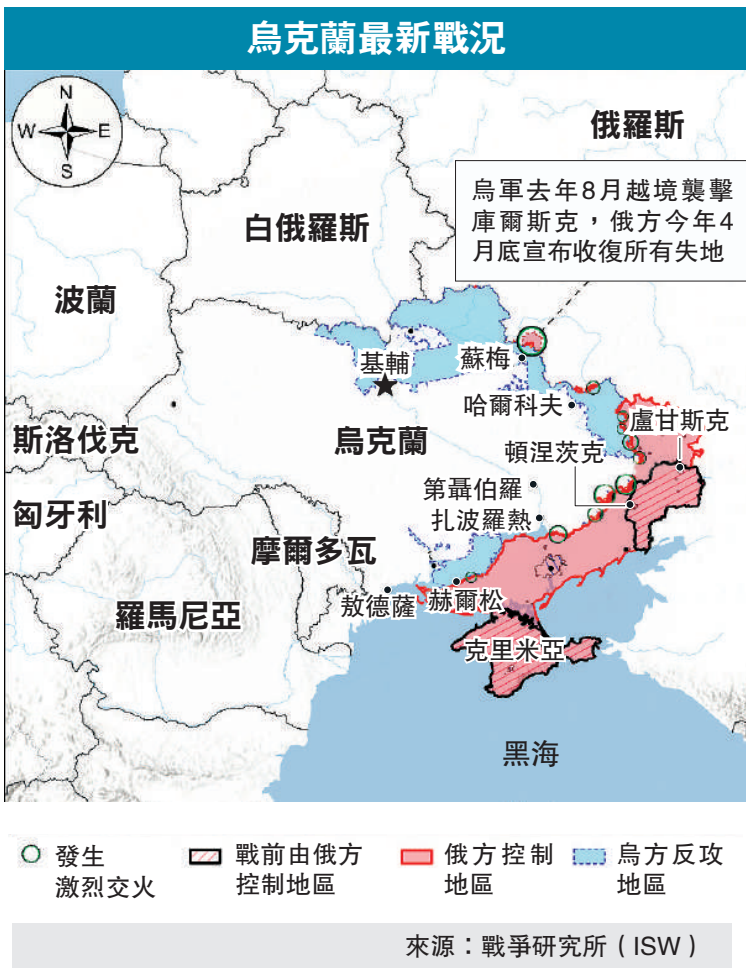 烏克蘭最新戰況
N
W
E
S
俄羅斯
烏軍去年8月越境襲擊
庫爾斯克，俄方今年4
月底宣布收復所有失地
白俄羅斯
波蘭
基輔
蘇梅
哈爾科夫
盧甘斯克
斯洛伐克
烏克蘭
頓涅茨克
第聶伯羅
匈牙利
扎波羅熱
摩爾多瓦
羅馬尼亞
敖德薩
赫爾松
克里米亞
黑海
發生
激烈交火
戰前由俄方
控制地區
俄方控制
地區
烏方反攻
地區
來源：戰爭研究所（ISW）